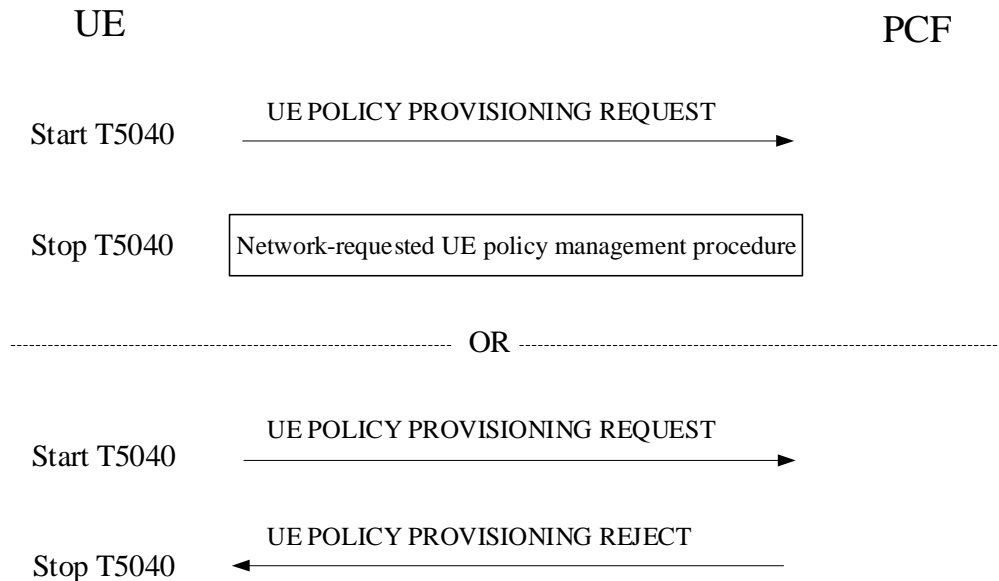 UE
PCF
UE POLICY PROVISIONING REQUEST
Start T5040
Stop T5040
Network-requested UE policy management procedure
OR
UE POLICY PROVISIONING REQUEST
Start T5040
UE POLICY PROVISIONING REJECT
Stop T5040